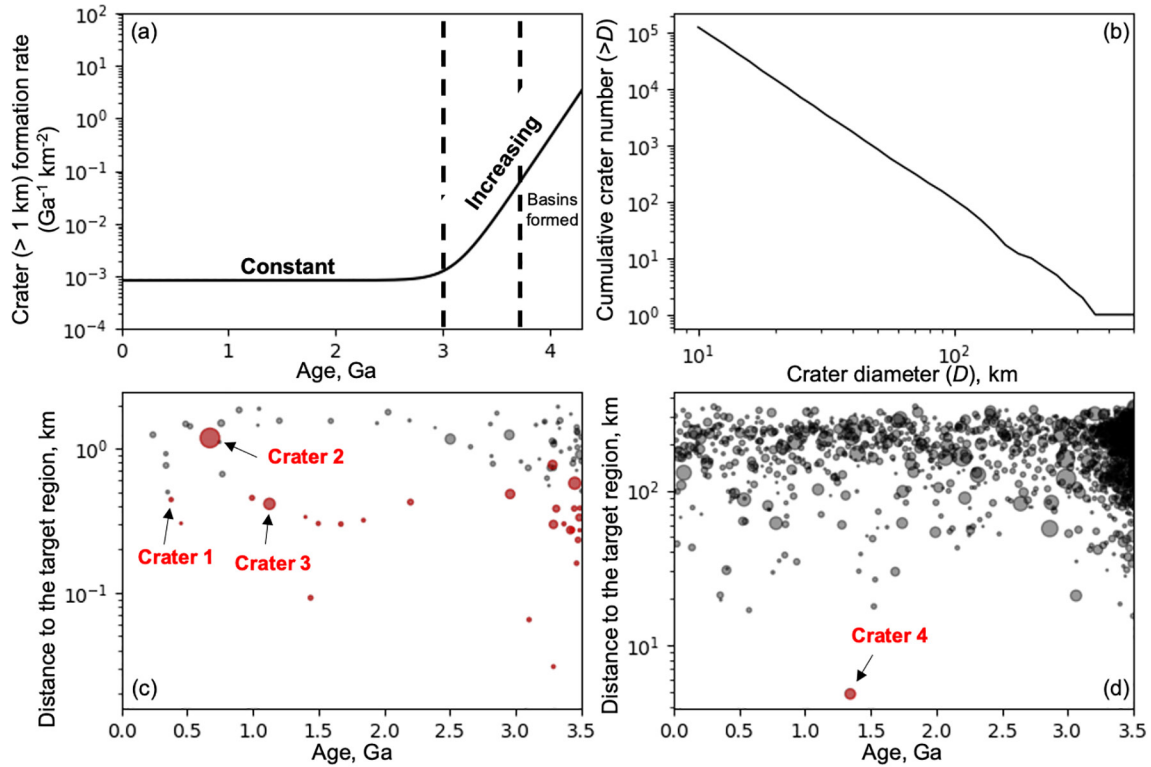 (a)
Crater (> 1 km) formation rate
(Ga⁻¹ km⁻²)
10²
10¹
10⁰
10⁻¹
10⁻²
10⁻³
10⁻⁴
Constant
Increasing
Basins
formed
0 1 2 3 4
Age, Ga
(b)
Cumulative crater number (>D)
10⁵
10⁴
10³
10²
10¹
10⁰
10¹ 10²
Crater diameter (D), km
(c)
Distance to the target region, km
10⁰
10⁻¹
Crater 2
Crater 1
Crater 3
0.0 0.5 1.0 1.5 2.0 2.5 3.0 3.5
Age, Ga
(d)
Distance to the target region, km
10²
10¹
Crater 4
0.0 0.5 1.0 1.5 2.0 2.5 3.0 3.5
Age, Ga